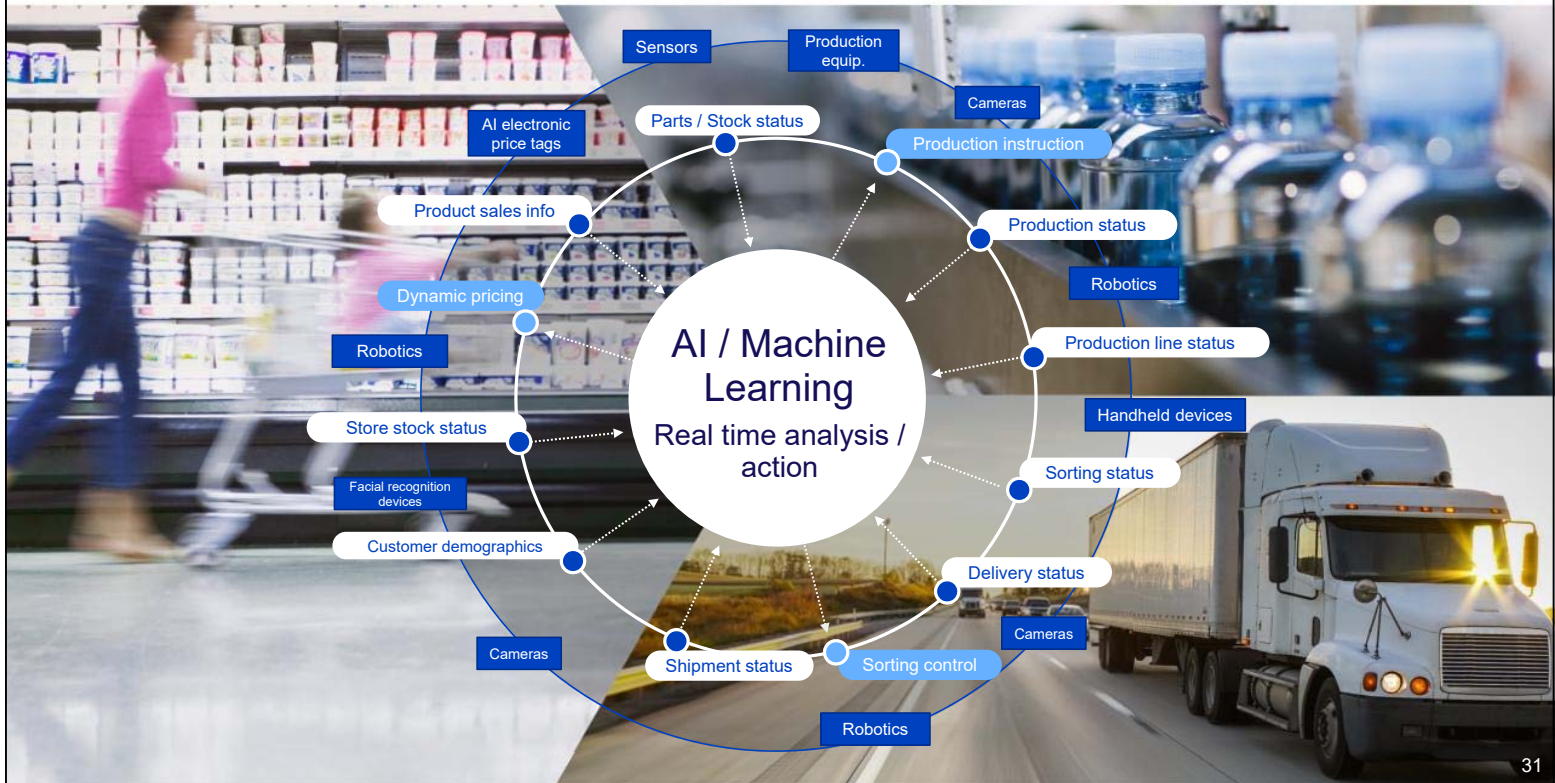 Sensors
Production
equip.
Cameras
AI electronic
price tags
Parts / Stock status
Production instruction
Product sales info
Production status
Dynamic pricing
Robotics
Robotics
AI / Machine
Learning
Real time analysis /
action
Production line status
Store stock status
Handheld devices
Facial recognition
devices
Sorting status
Customer demographics
Delivery status
Cameras
Cameras
Shipment status
Sorting control
Robotics
31